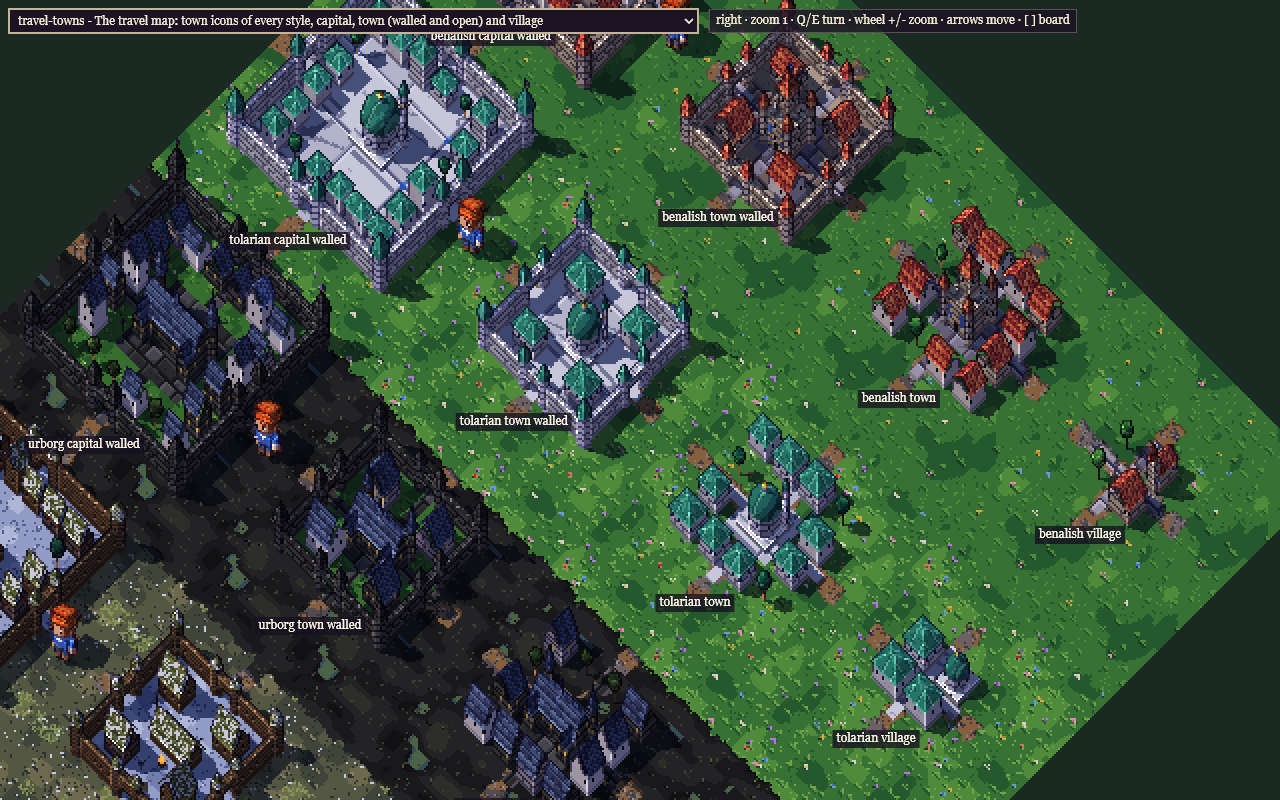 travel-towns - The travel map: town icons of every style, capital, town (walled and open) and village
right · zoom 1 · Q/E turn · wheel +/- zoom · arrows move · [ ] board
benalish capital walled
benalish town walled
tolarian capital walled
benalish town
tolarian town walled
urborg capital walled
benalish village
tolarian town
urborg town walled
tolarian village